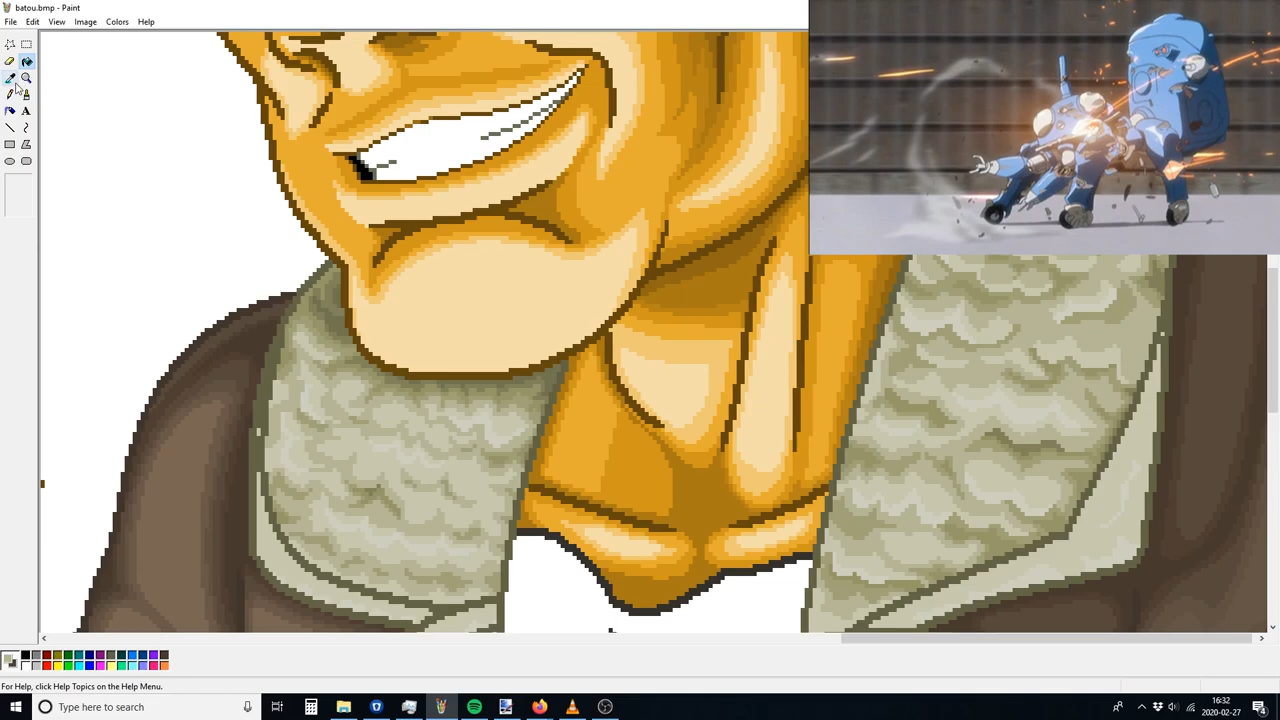 batou.bmp - Paint
File Edit View Image Colors Help
A
For Help, click Help Topics on the Help Menu.
Type here to search
16:32
2020-02-27
4